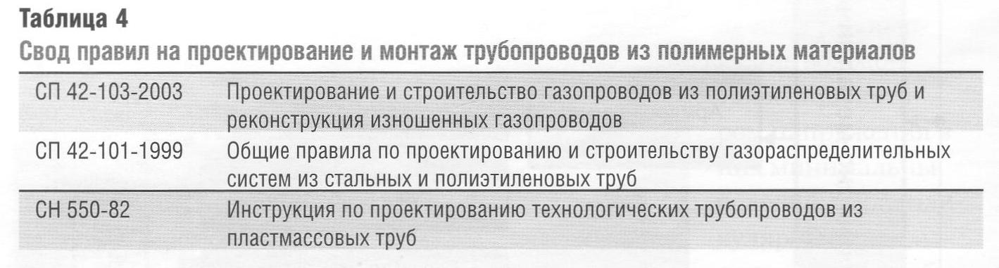 Таблица 4
Свод правил на проектирование и монтаж трубопроводов из полимерных материалов
СП 42-103-2003 Проектирование и строительство газопроводов из полиэтиленовых труб и
реконструкция изношенных газопроводов
СП 42-101-1999 Общие правила по проектированию и строительству газораспределительных
систем из стальных и полиэтиленовых труб
СН 550-82 Инструкция по проектированию технологических трубопроводов из
пластмассовых труб